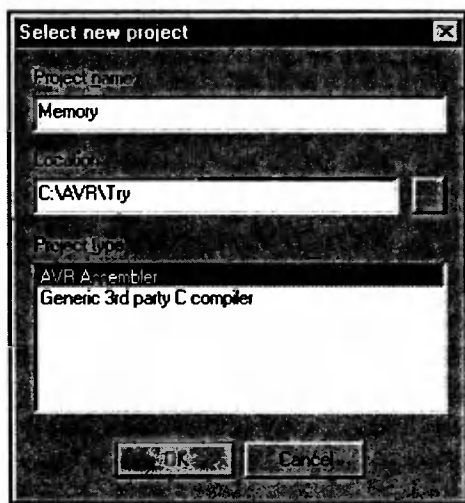 Select new project
Project name
Memory
Location
C:\AVR\Try
Project type
AVR Assembler
Generic 3rd party C compiler
OK
Cancel